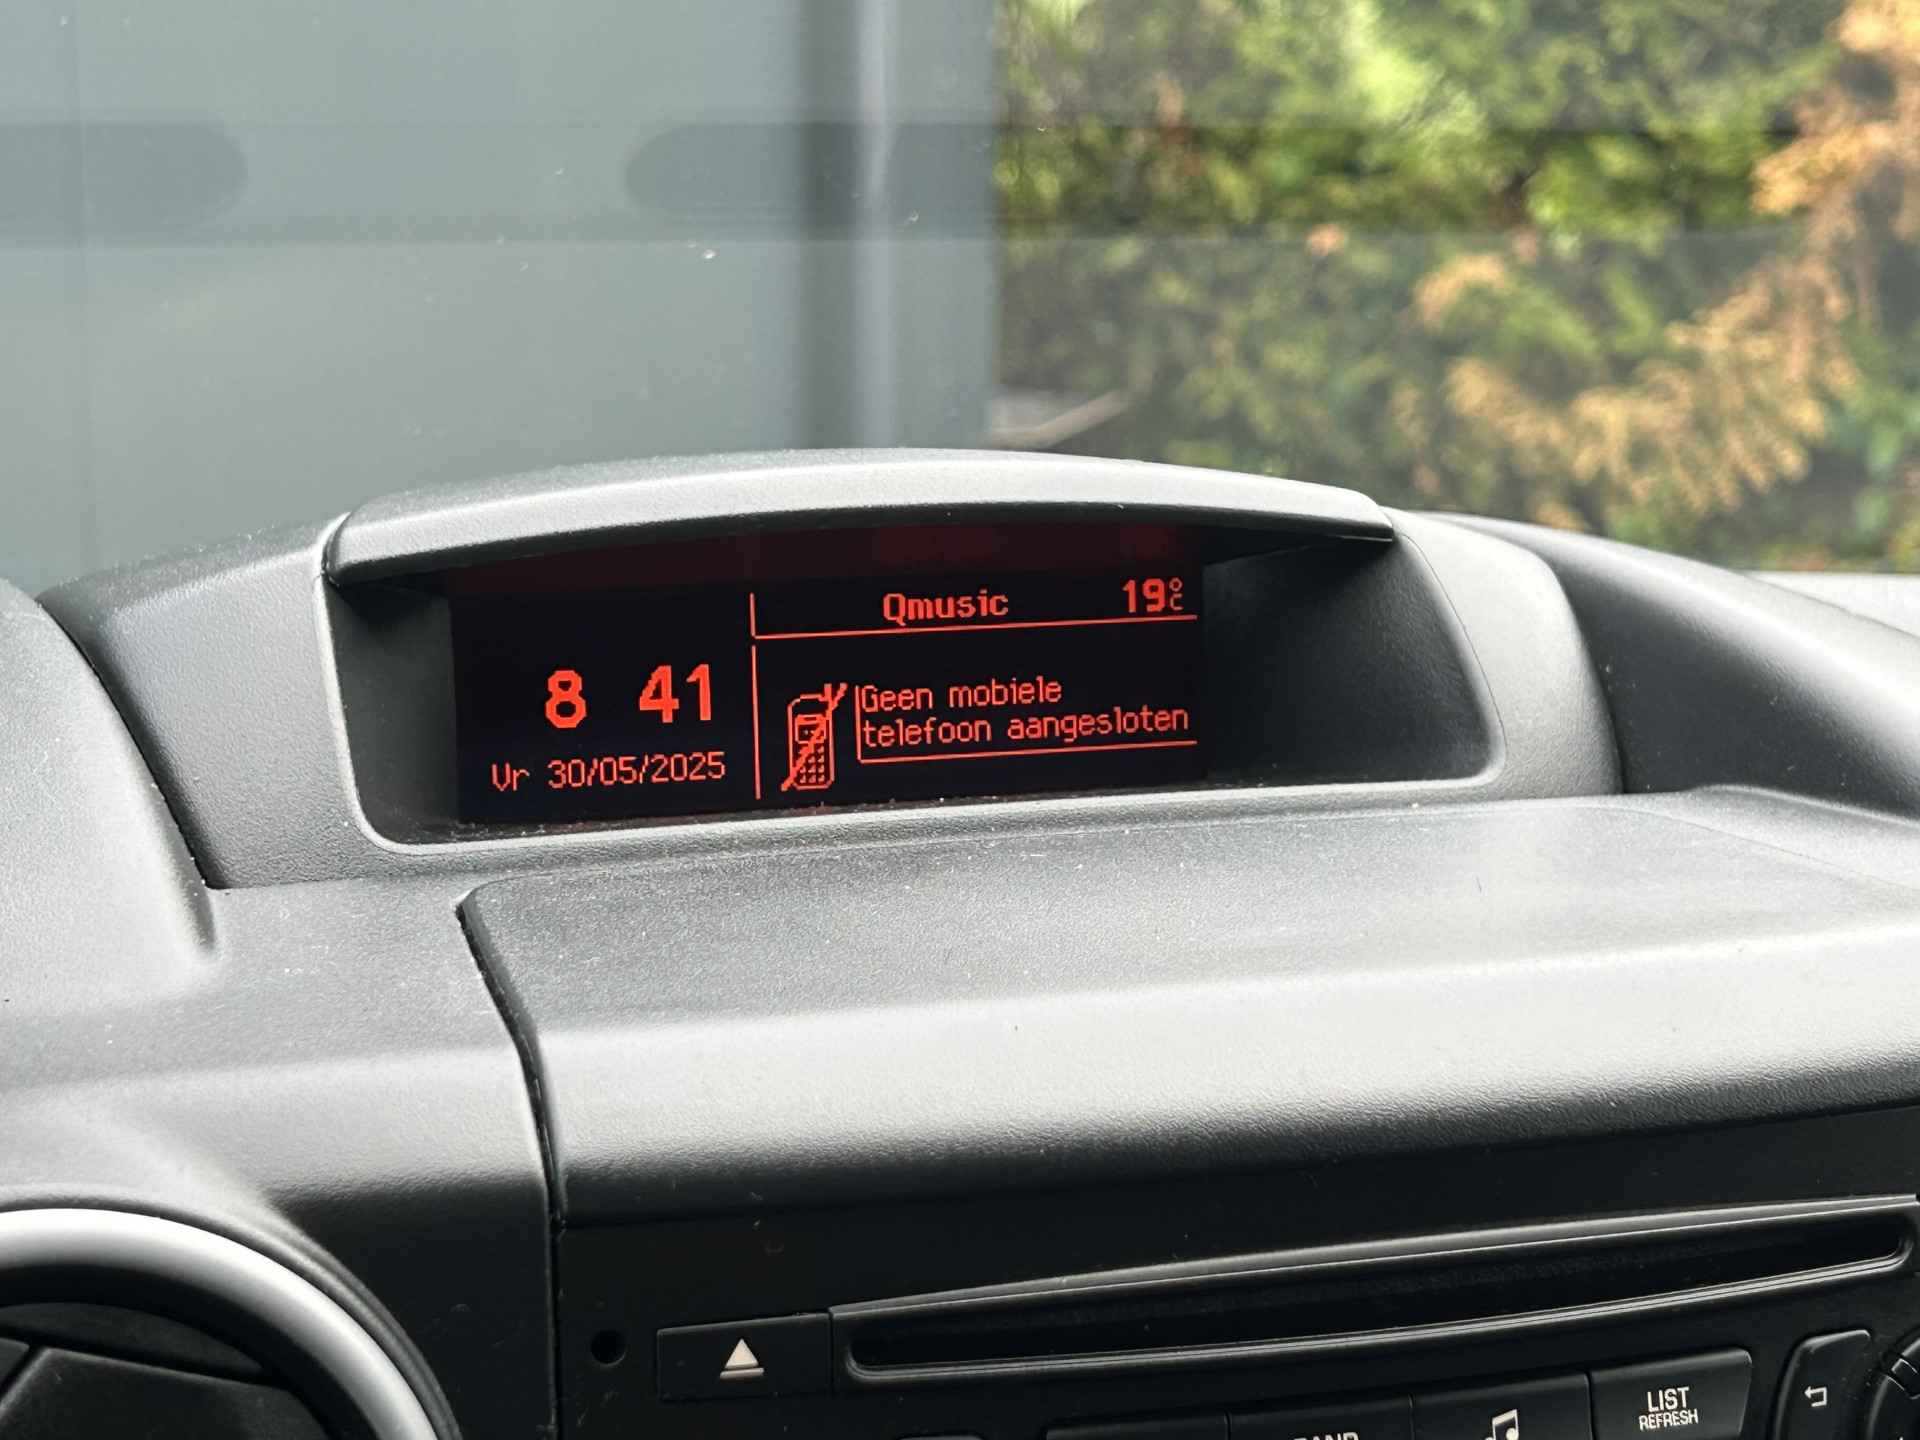 Qmusic 19°C
8 41
Geen mobiele
telefoon aangesloten
Vr 30/05/2025
LIST
REFRESH